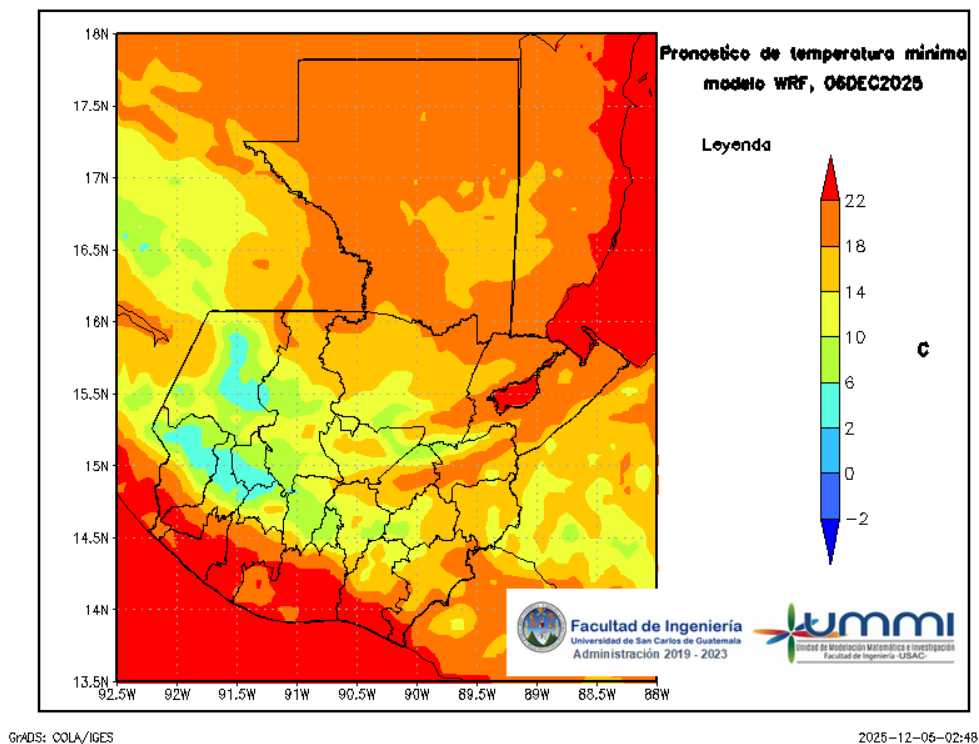 Pronostico de temperatura minima
modelo WRF, 06DEC2025
Leyenda
22
18
14
10
6
2
0
-2
C
18N
17.5N
17N
16.5N
16N
15.5N
15N
14.5N
14N
13.5N
92.5W
92W
91.5W
91W
90.5W
90W
89.5W
89W
88.5W
88W
Facultad de Ingeniería
Universidad de San Carlos de Guatemala
Administración 2019 - 2023
ummi
Unidad de Modelación Matemática e Investigación
Facultad de Ingeniería -USAC-
GrADS: COLA/IGES
2025-12-05-02:48